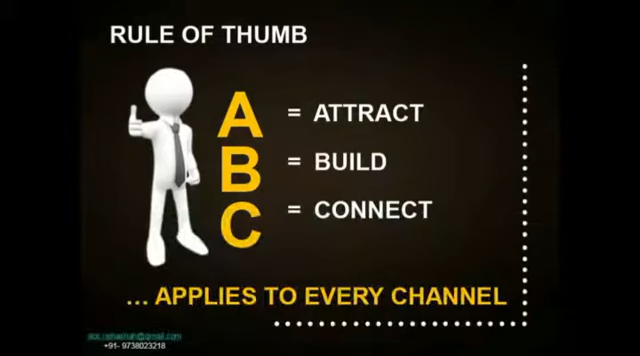 RULE OF THUMB
A = ATTRACT
B = BUILD
C = CONNECT
... APPLIES TO EVERY CHANNEL
+91- 9738023218